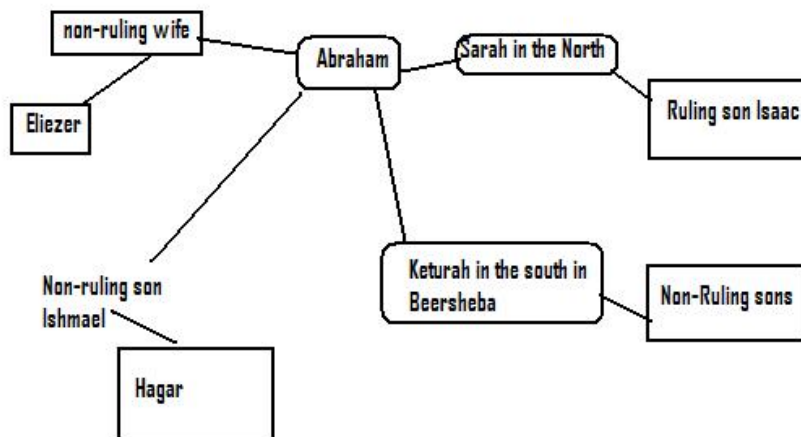 non-ruling wife
Abraham
Sarah in the North
Eliezer
Ruling son Isaac
Keturah in the south in
Beersheba
Non-ruling son
Ishmael
Non-Ruling sons
Hagar